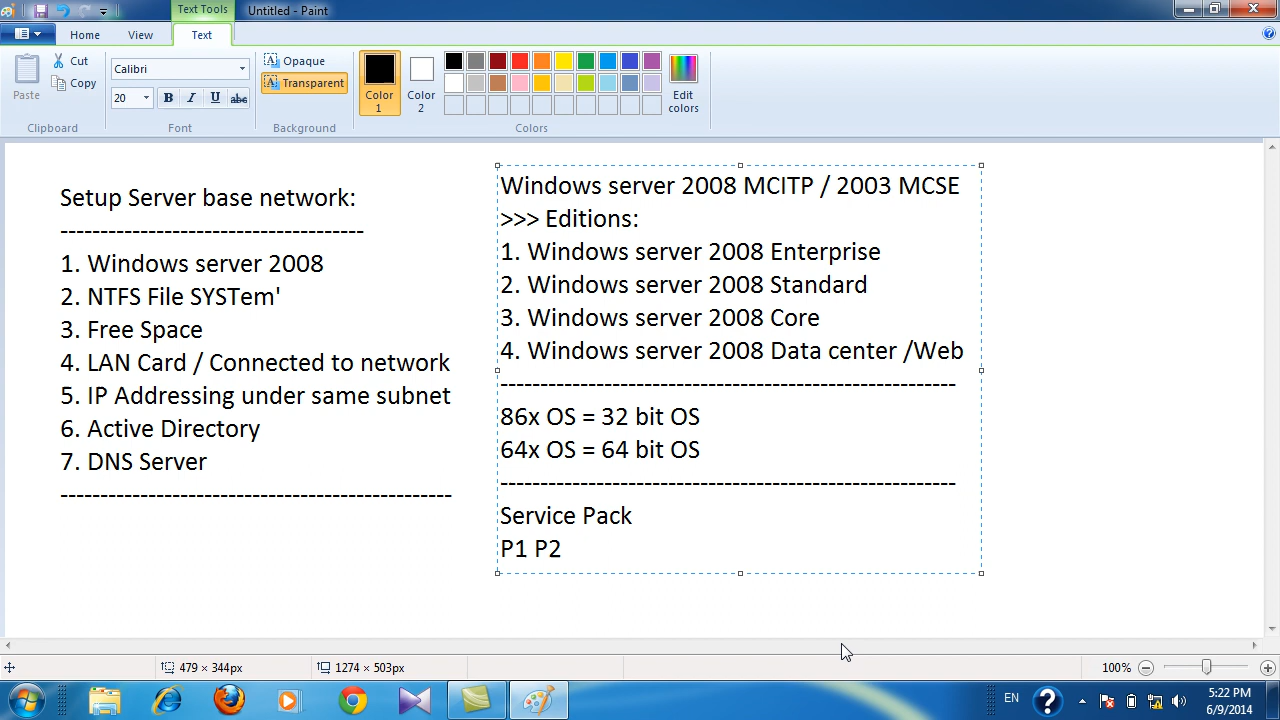 Text Tools
Untitled - Paint
Home
View
Text
Paste
Cut
Copy
Clipboard
Calibri
20
B I U abc
Font
Opaque
Transparent
Background
Color 1
Color 2
Edit colors
Colors
Setup Server base network:
--------------------------------------
1. Windows server 2008
2. NTFS File SYSTem'
3. Free Space
4. LAN Card / Connected to network
5. IP Addressing under same subnet
6. Active Directory
7. DNS Server
-------------------------------------------------
Windows server 2008 MCITP / 2003 MCSE
>>> Editions:
1. Windows server 2008 Enterprise
2. Windows server 2008 Standard
3. Windows server 2008 Core
4. Windows server 2008 Data center /Web
---------------------------------------------------------
86x OS = 32 bit OS
64x OS = 64 bit OS
---------------------------------------------------------
Service Pack
P1 P2
479 × 344px
1274 × 503px
100%
EN
5:22 PM
6/9/2014